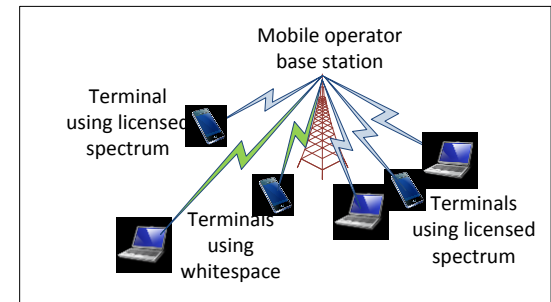 Mobile operator
base station
Terminal
using licensed
spectrum
Terminals
using
whitespace
Terminals
using licensed
spectrum